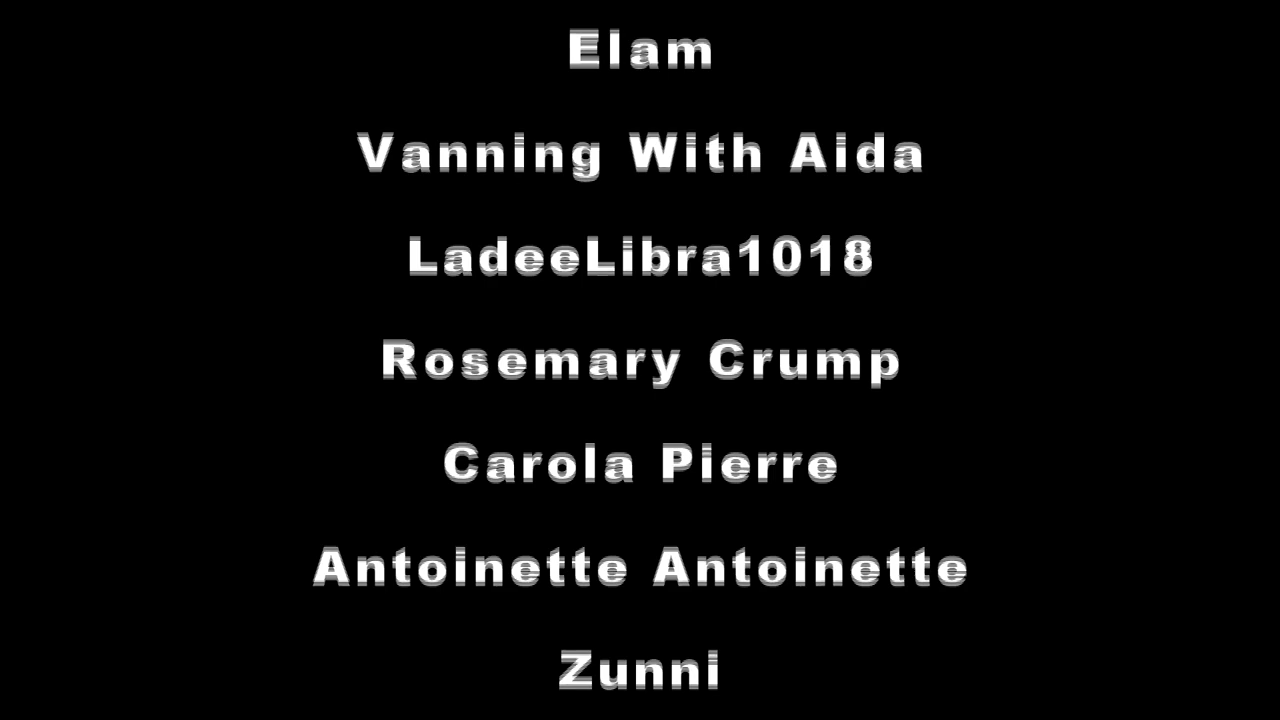 Elam
Vanning With Aida
LadeeLibra1018
Rosemary Crump
Carola Pierre
Antoinette Antoinette
Zunni